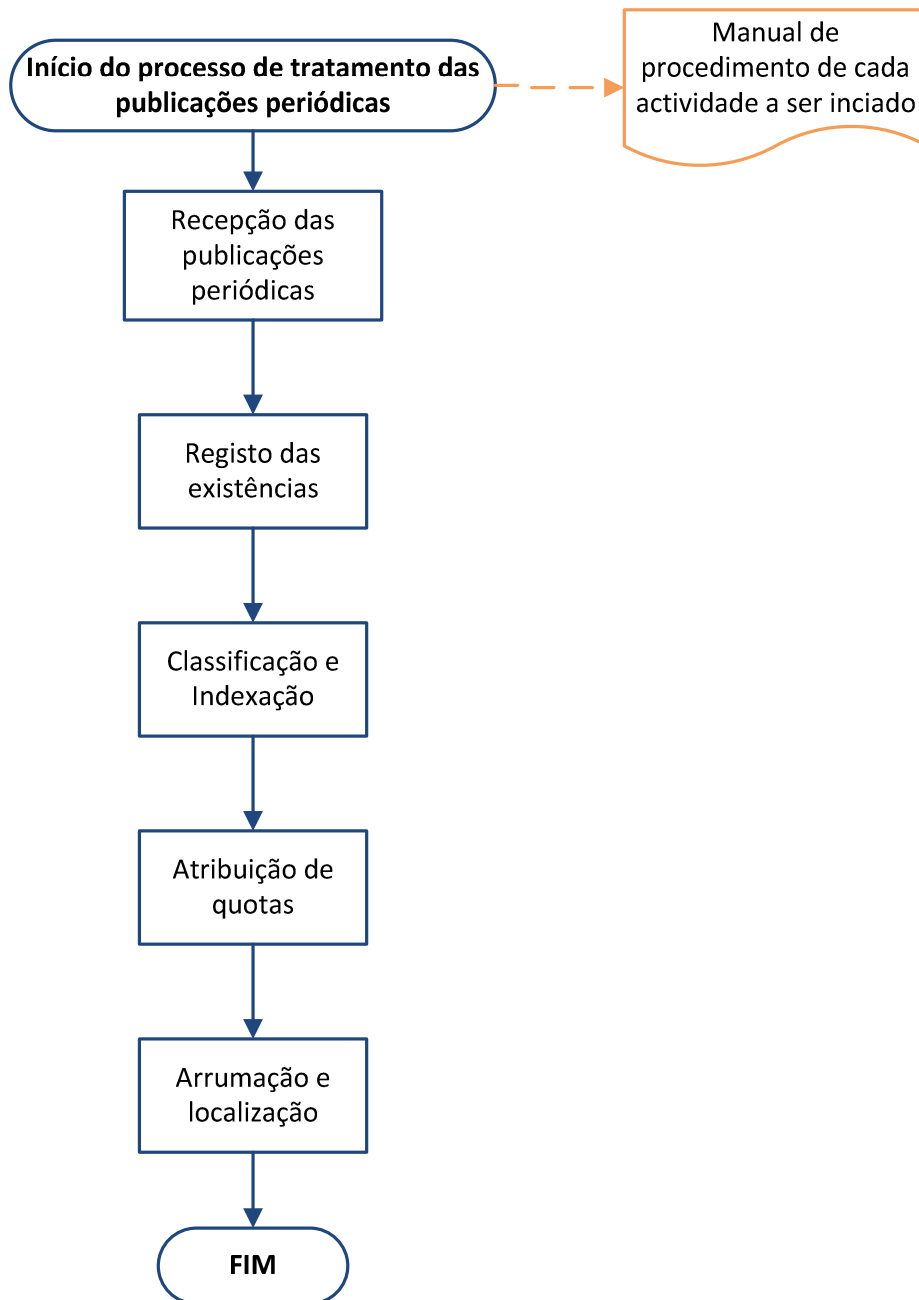 Início do processo de tratamento das
publicações periódicas
Manual de
procedimento de cada
actividade a ser inciado
Recepção das
publicações
periódicas
Registo das
existências
Classificação e
Indexação
Atribuição de
quotas
Arrumação e
localização
FIM